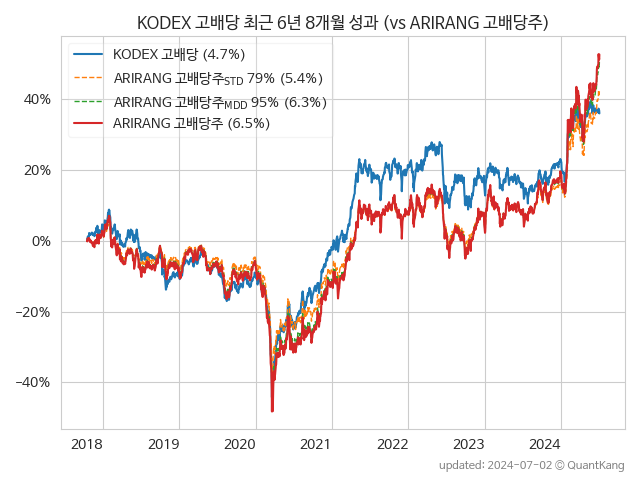 KODEX 고배당 최근 6년 8개월 성과 (vs ARIRANG 고배당주)
KODEX 고배당 (4.7%)
ARIRANG 고배당주STD 79% (5.4%)
ARIRANG 고배당주MDD 95% (6.3%)
ARIRANG 고배당주 (6.5%)
40%
20%
0%
−20%
−40%
2018 2019 2020 2021 2022 2023 2024
updated: 2024-07-02 © QuantKang